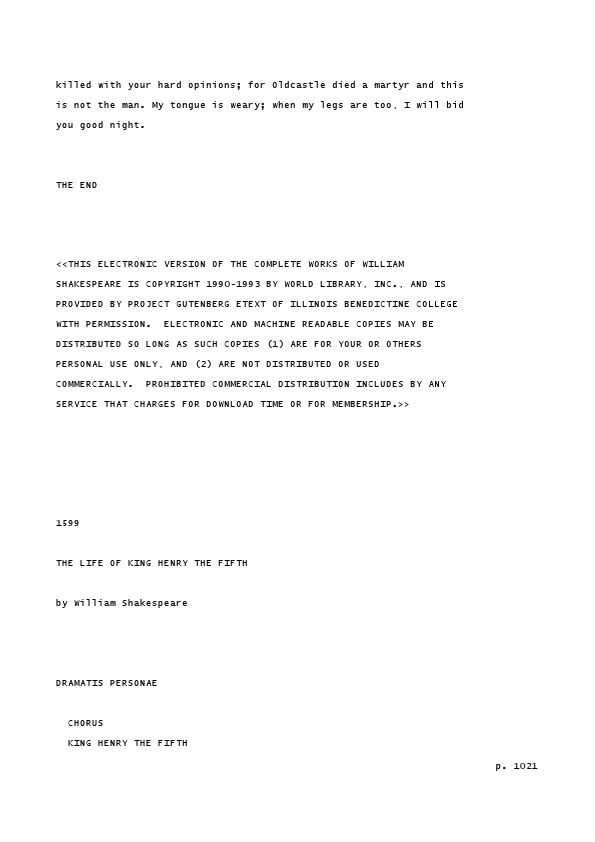 killed with your hard opinions; for Oldcastle died a martyr and this
is not the man. My tongue is weary; when my legs are too, I will bid
you good night.
THE END
<<THIS ELECTRONIC VERSION OF THE COMPLETE WORKS OF WILLIAM
SHAKESPEARE IS COPYRIGHT 1990-1993 BY WORLD LIBRARY, INC., AND IS
PROVIDED BY PROJECT GUTENBERG ETEXT OF ILLINOIS BENEDICTINE COLLEGE
WITH PERMISSION.  ELECTRONIC AND MACHINE READABLE COPIES MAY BE
DISTRIBUTED SO LONG AS SUCH COPIES (1) ARE FOR YOUR OR OTHERS
PERSONAL USE ONLY, AND (2) ARE NOT DISTRIBUTED OR USED
COMMERCIALLY.  PROHIBITED COMMERCIAL DISTRIBUTION INCLUDES BY ANY
SERVICE THAT CHARGES FOR DOWNLOAD TIME OR FOR MEMBERSHIP.>>
1599
THE LIFE OF KING HENRY THE FIFTH
by William Shakespeare
DRAMATIS PERSONAE
CHORUS
KING HENRY THE FIFTH
p. 1021